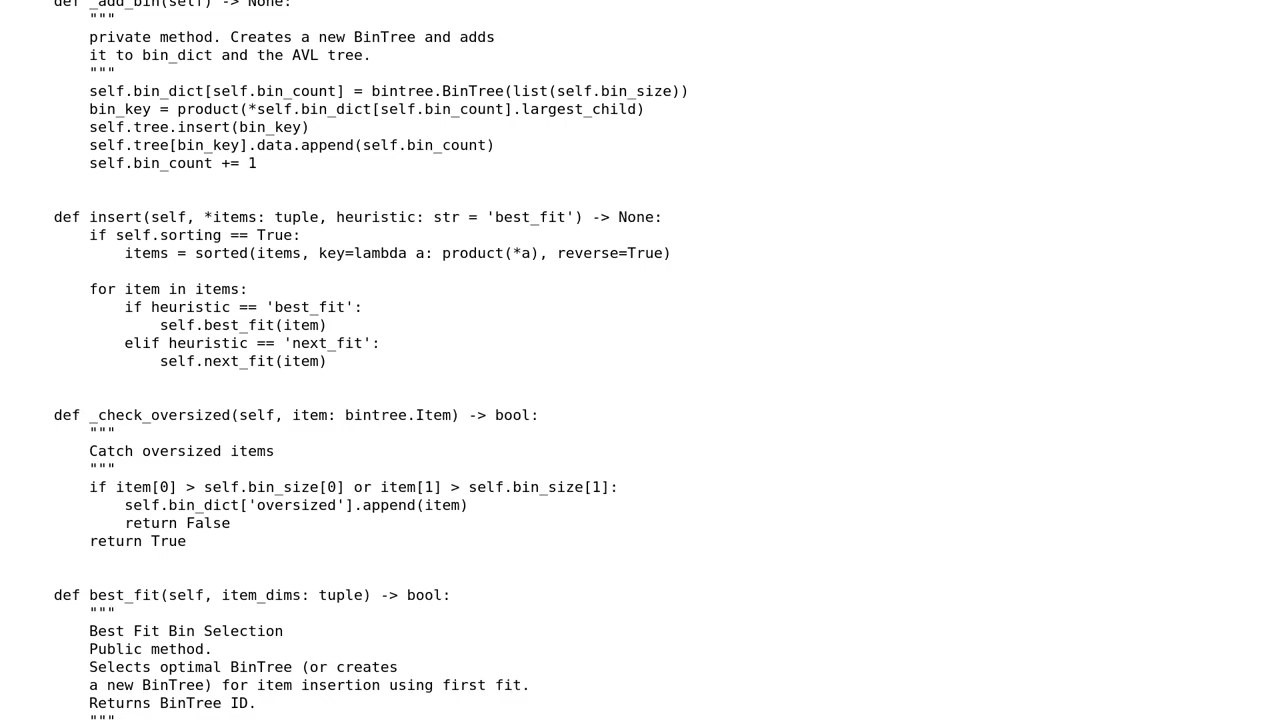 def _add_bin(self) -> None:
        """
        private method. Creates a new BinTree and adds
        it to bin_dict and the AVL tree.
        """
        self.bin_dict[self.bin_count] = bintree.BinTree(list(self.bin_size))
        bin_key = product(*self.bin_dict[self.bin_count].largest_child)
        self.tree.insert(bin_key)
        self.tree[bin_key].data.append(self.bin_count)
        self.bin_count += 1


    def insert(self, *items: tuple, heuristic: str = 'best_fit') -> None:
        if self.sorting == True:
            items = sorted(items, key=lambda a: product(*a), reverse=True)

        for item in items:
            if heuristic == 'best_fit':
                self.best_fit(item)
            elif heuristic == 'next_fit':
                self.next_fit(item)


    def _check_oversized(self, item: bintree.Item) -> bool:
        """
        Catch oversized items
        """
        if item[0] > self.bin_size[0] or item[1] > self.bin_size[1]:
            self.bin_dict['oversized'].append(item)
            return False
        return True


    def best_fit(self, item_dims: tuple) -> bool:
        """
        Best Fit Bin Selection
        Public method.
        Selects optimal BinTree (or creates
        a new BinTree) for item insertion using first fit.
        Returns BinTree ID.
        """